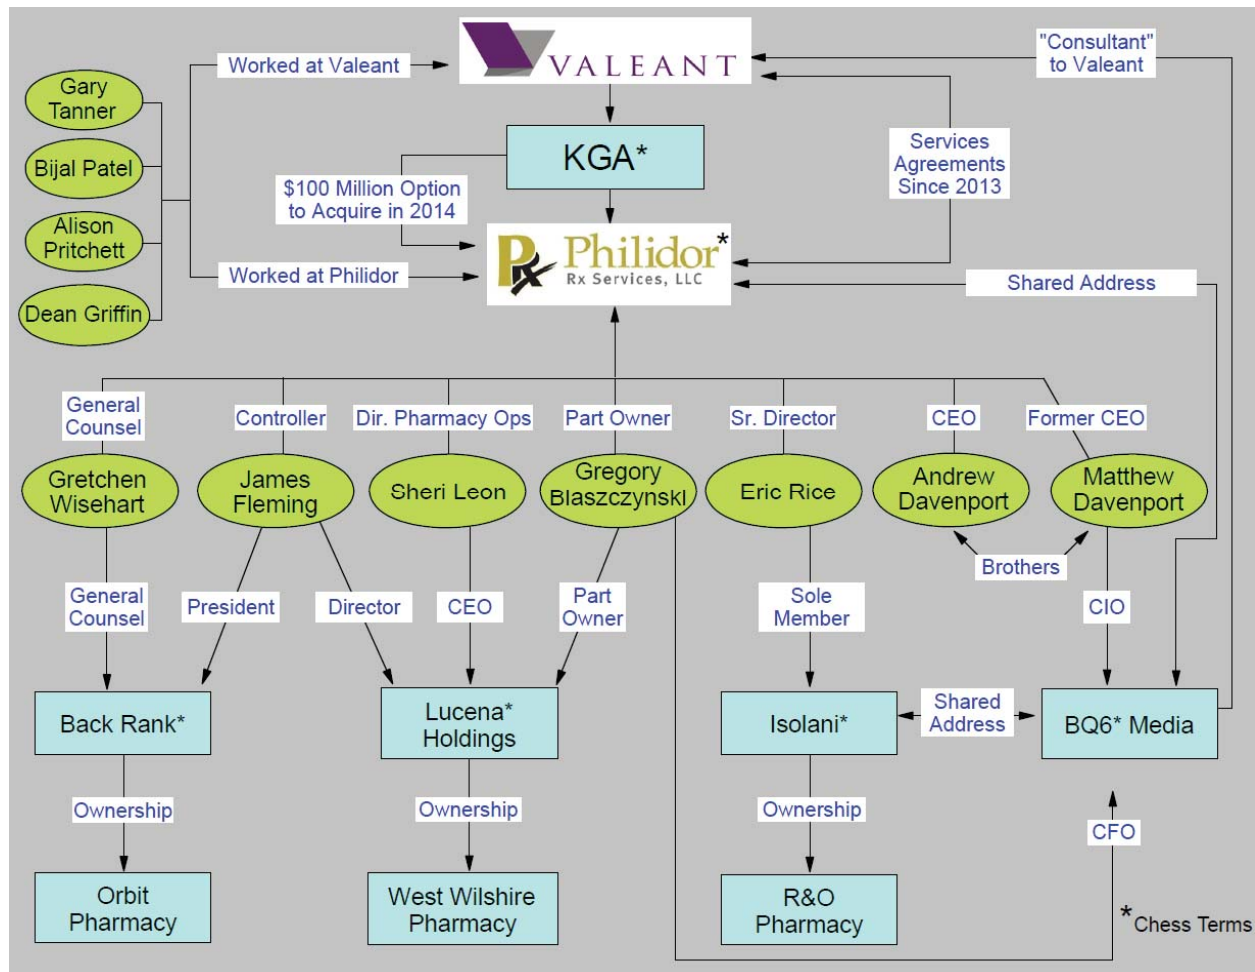 VALEANT
Worked at Valeant
"Consultant"
to Valeant
Gary
Tanner
Bijal Patel
Alison
Pritchett
Dean Griffin
KGA*
Services
Agreements
Since 2013
$100 Million Option
to Acquire in 2014
Worked at Philidor
PRx
Philidor*
Rx Services, LLC
Shared Address
General
Counsel
Controller
Dir. Pharmacy Ops
Part Owner
Sr. Director
CEO
Former CEO
Gretchen
Wisehart
James
Fleming
Sheri Leon
Gregory
BlaszczynskI
Eric Rice
Andrew
Davenport
Matthew
Davenport
Brothers
General
Counsel
President
Director
CEO
Part
Owner
Sole
Member
CIO
Back Rank*
Lucena*
Holdings
Isolani*
Shared
Address
BQ6* Media
Ownership
Ownership
Ownership
CFO
Orbit
Pharmacy
West Wilshire
Pharmacy
R&O
Pharmacy
*Chess Terms